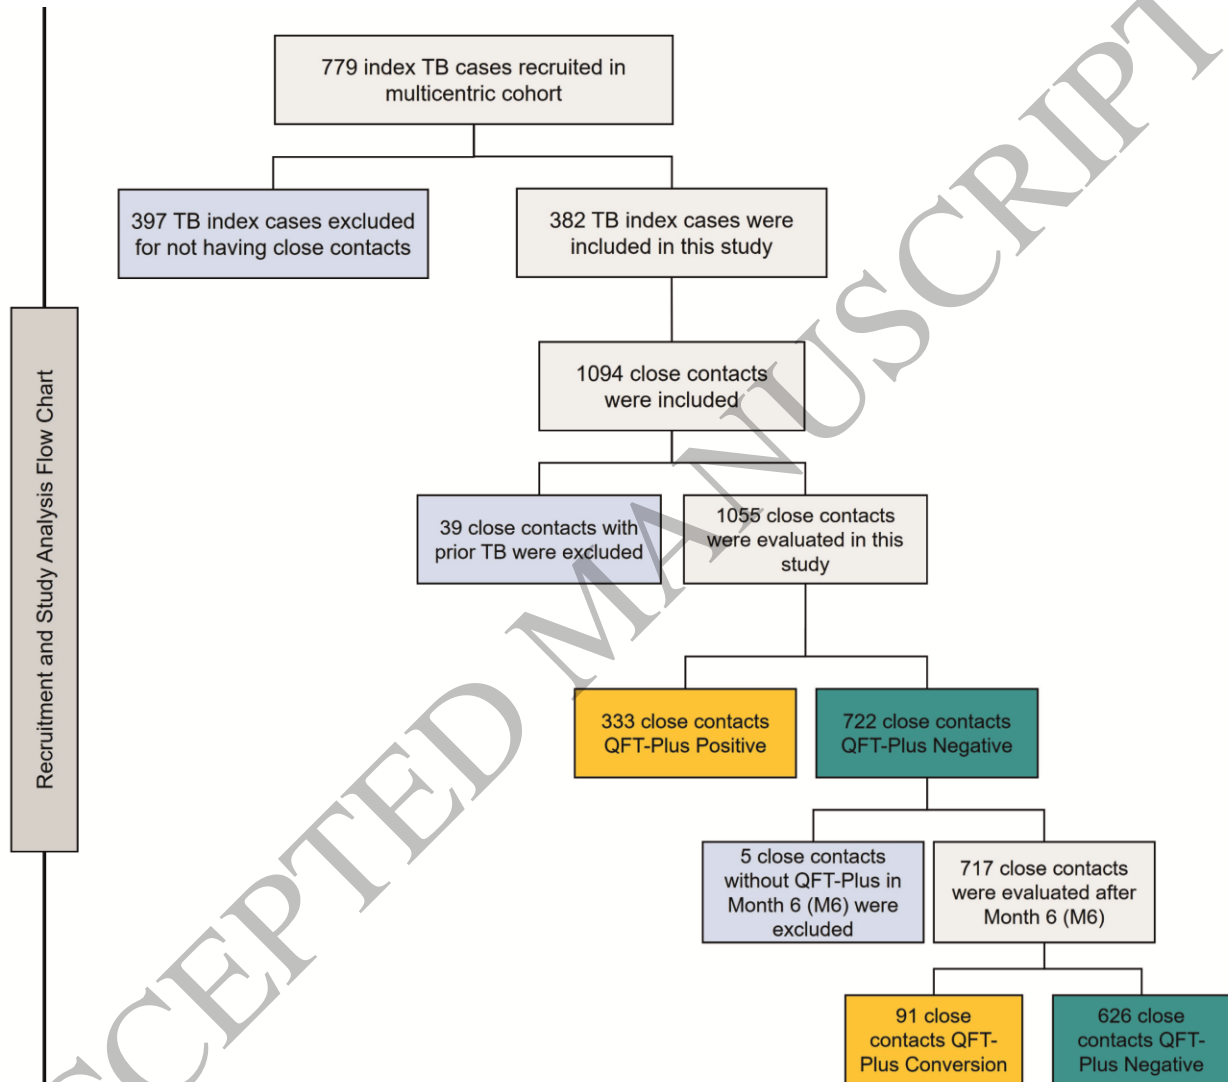 779 index TB cases recruited in
multicentric cohort
397 TB index cases excluded
for not having close contacts
382 TB index cases were
included in this study
Recruitment and Study Analysis Flow Chart
1094 close contacts
were included
39 close contacts with
prior TB were excluded
1055 close contacts
were evaluated in this
study
333 close contacts
QFT-Plus Positive
722 close contacts
QFT-Plus Negative
5 close contacts
without QFT-Plus in
Month 6 (M6) were
excluded
717 close contacts
were evaluated after
Month 6 (M6)
91 close
contacts QFT-
Plus Conversion
626 close
contacts QFT-
Plus Negative
CCEPTED MANUSCRIPT